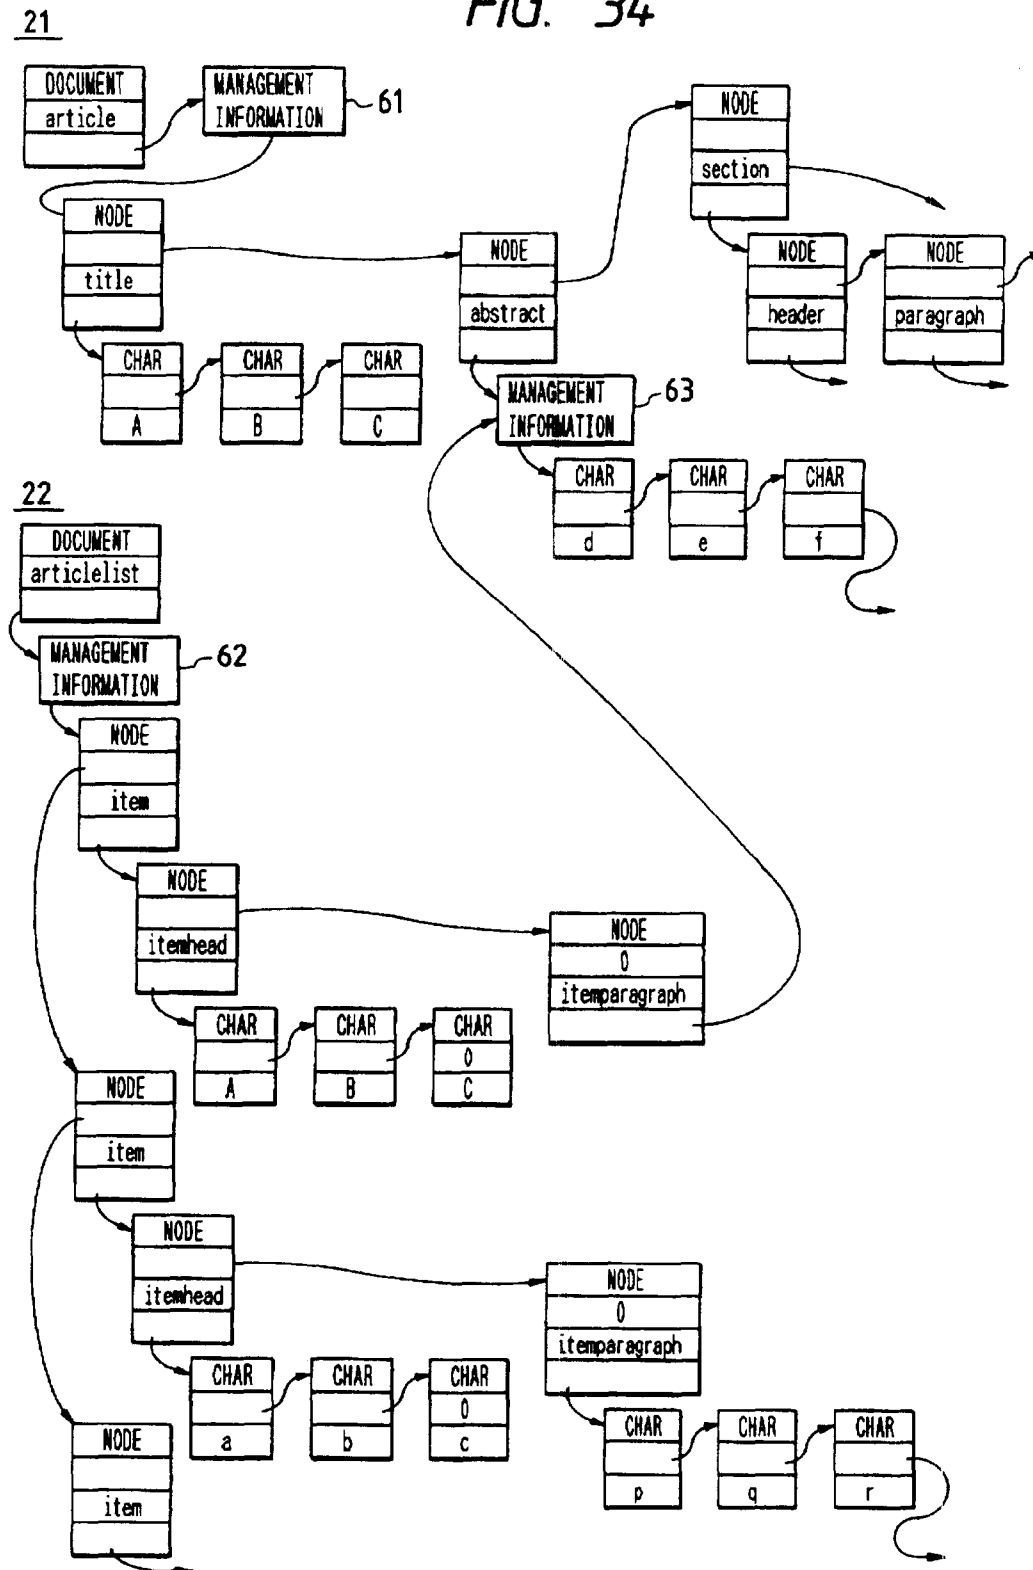 FIG. 34
21
DOCUMENT
article
MANAGEMENT
INFORMATION
61
NODE
title
CHAR
A
CHAR
B
CHAR
C
NODE
abstract
MANAGEMENT
INFORMATION
63
CHAR
d
CHAR
e
CHAR
f
NODE
section
NODE
header
NODE
paragraph
22
DOCUMENT
articlelist
MANAGEMENT
INFORMATION
62
NODE
item
NODE
itemhead
CHAR
A
CHAR
B
CHAR
0
C
NODE
0
itemparagraph
NODE
item
NODE
itemhead
CHAR
a
CHAR
b
CHAR
0
c
NODE
0
itemparagraph
CHAR
p
CHAR
q
CHAR
r
NODE
item